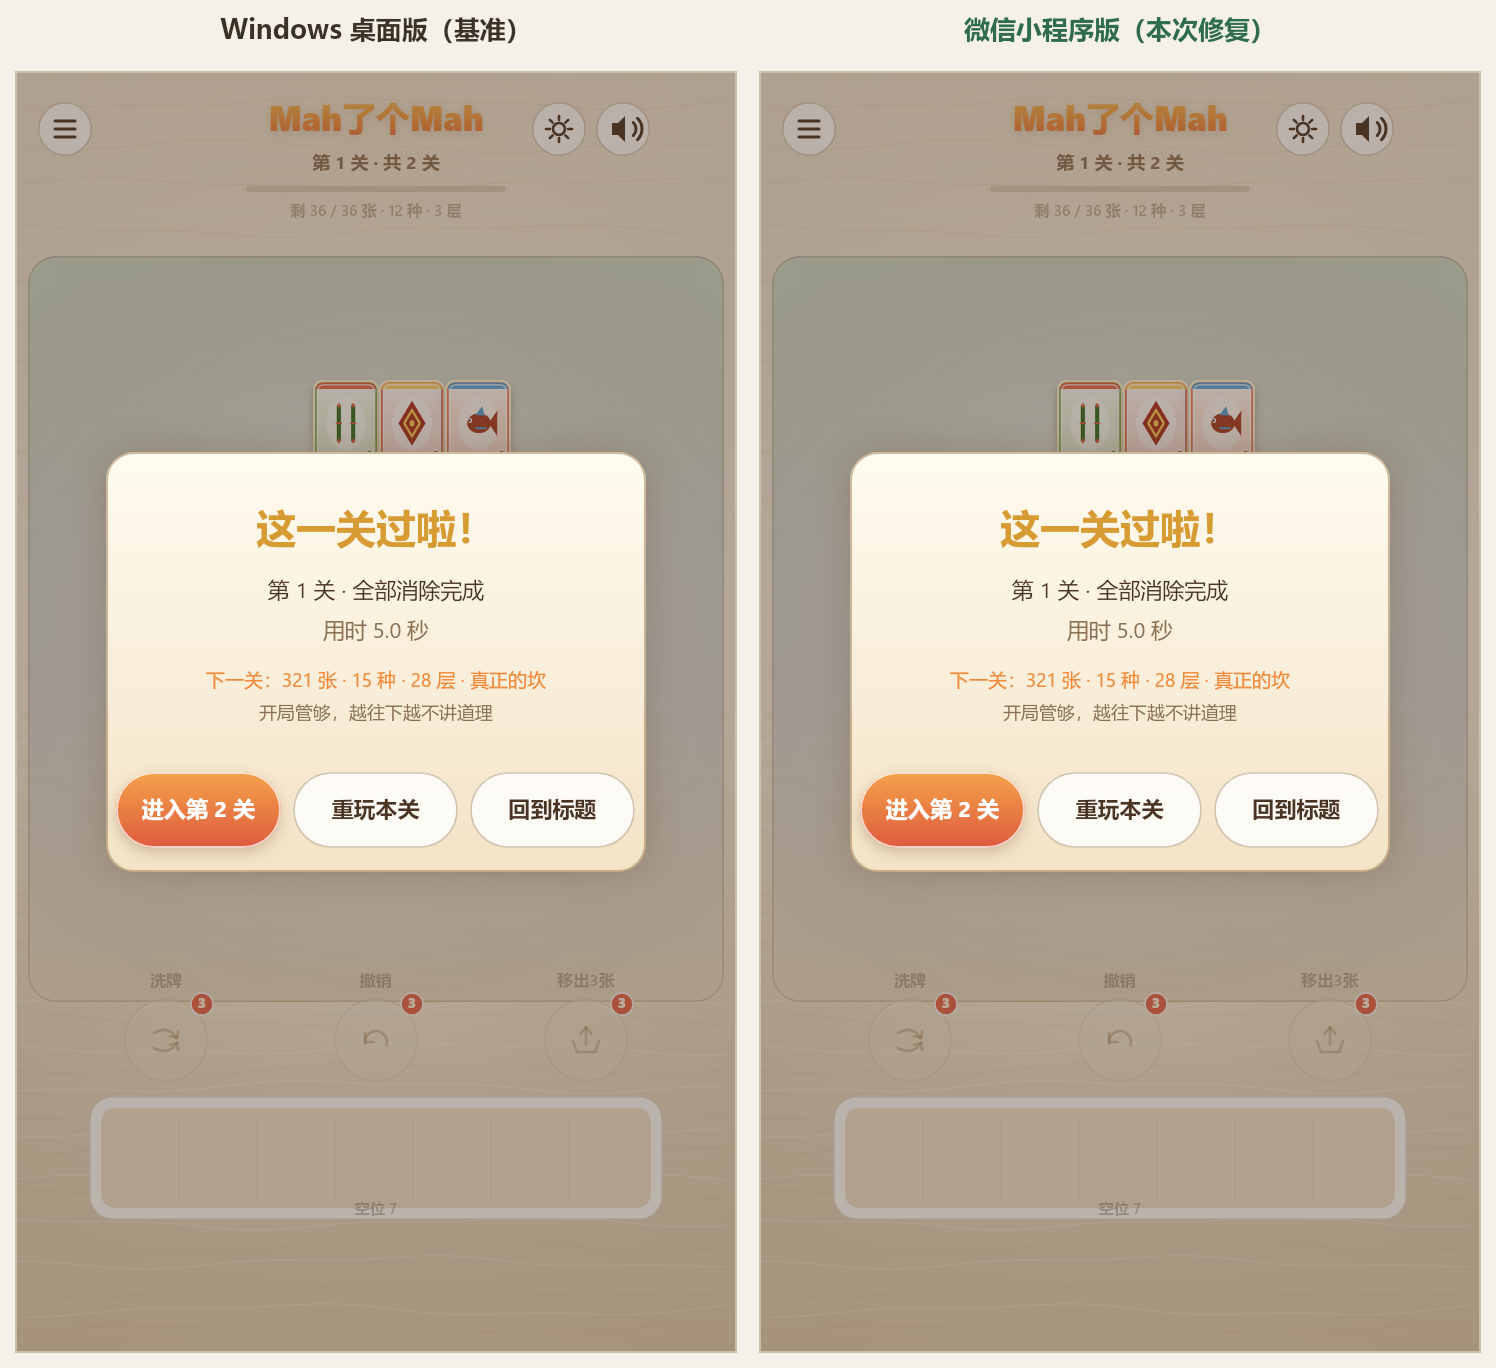 Windows 桌面版（基准）
Mah了个Mah
第 1 关 · 共 2 关
剩 36 / 36 张 · 12 种 · 3 层
这一关过啦！
第 1 关 · 全部消除完成
用时 5.0 秒
下一关：321 张 · 15 种 · 28 层 · 真正的坎
开局管够，越往下越不讲道理
进入第 2 关 重玩本关 回到标题
洗牌 撤销 移出3张
3 3 3
空位 7
微信小程序版（本次修复）
Mah了个Mah
第 1 关 · 共 2 关
剩 36 / 36 张 · 12 种 · 3 层
这一关过啦！
第 1 关 · 全部消除完成
用时 5.0 秒
下一关：321 张 · 15 种 · 28 层 · 真正的坎
开局管够，越往下越不讲道理
进入第 2 关 重玩本关 回到标题
洗牌 撤销 移出3张
3 3 3
空位 7